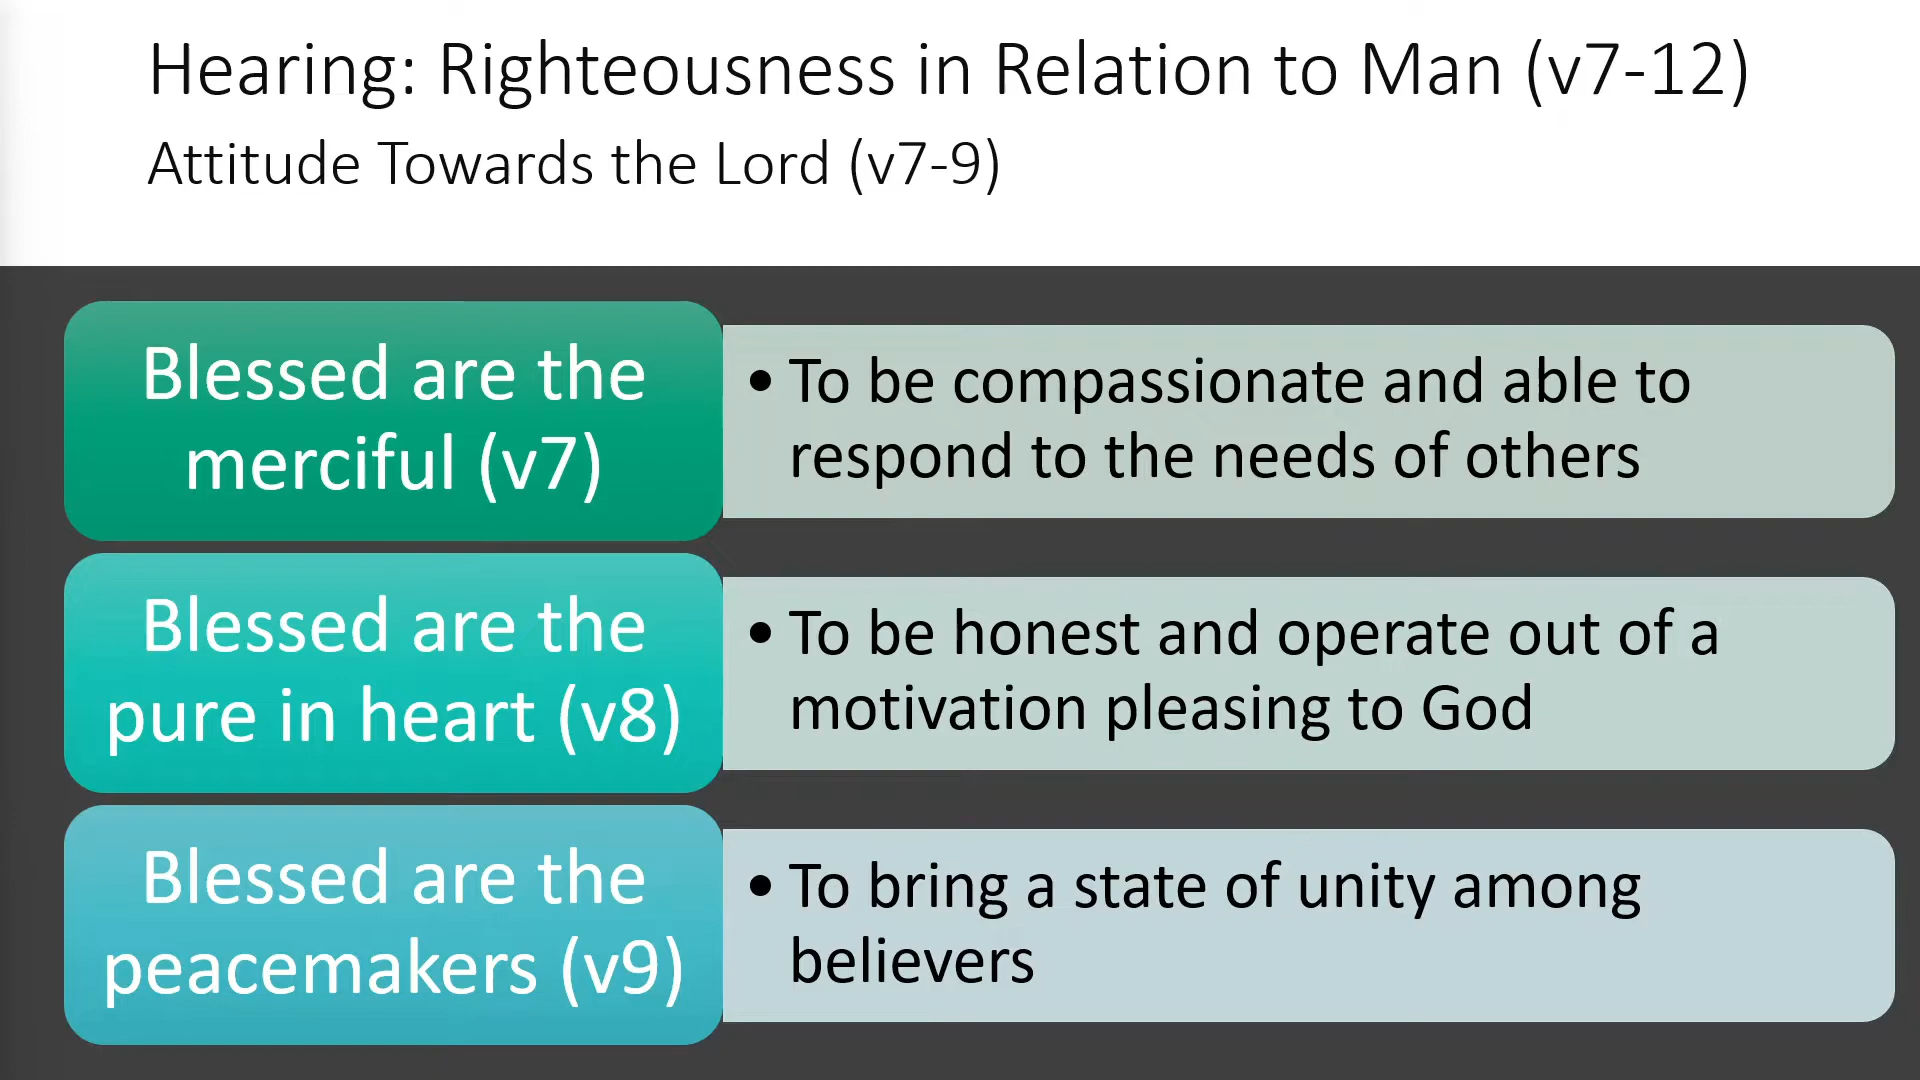 Hearing: Righteousness in Relation to Man (v7-12)
Attitude Towards the Lord (v7-9)
Blessed are the
merciful (v7)
• To be compassionate and able to
respond to the needs of others
Blessed are the
pure in heart (v8)
• To be honest and operate out of a
motivation pleasing to God
Blessed are the
peacemakers (v9)
• To bring a state of unity among
believers